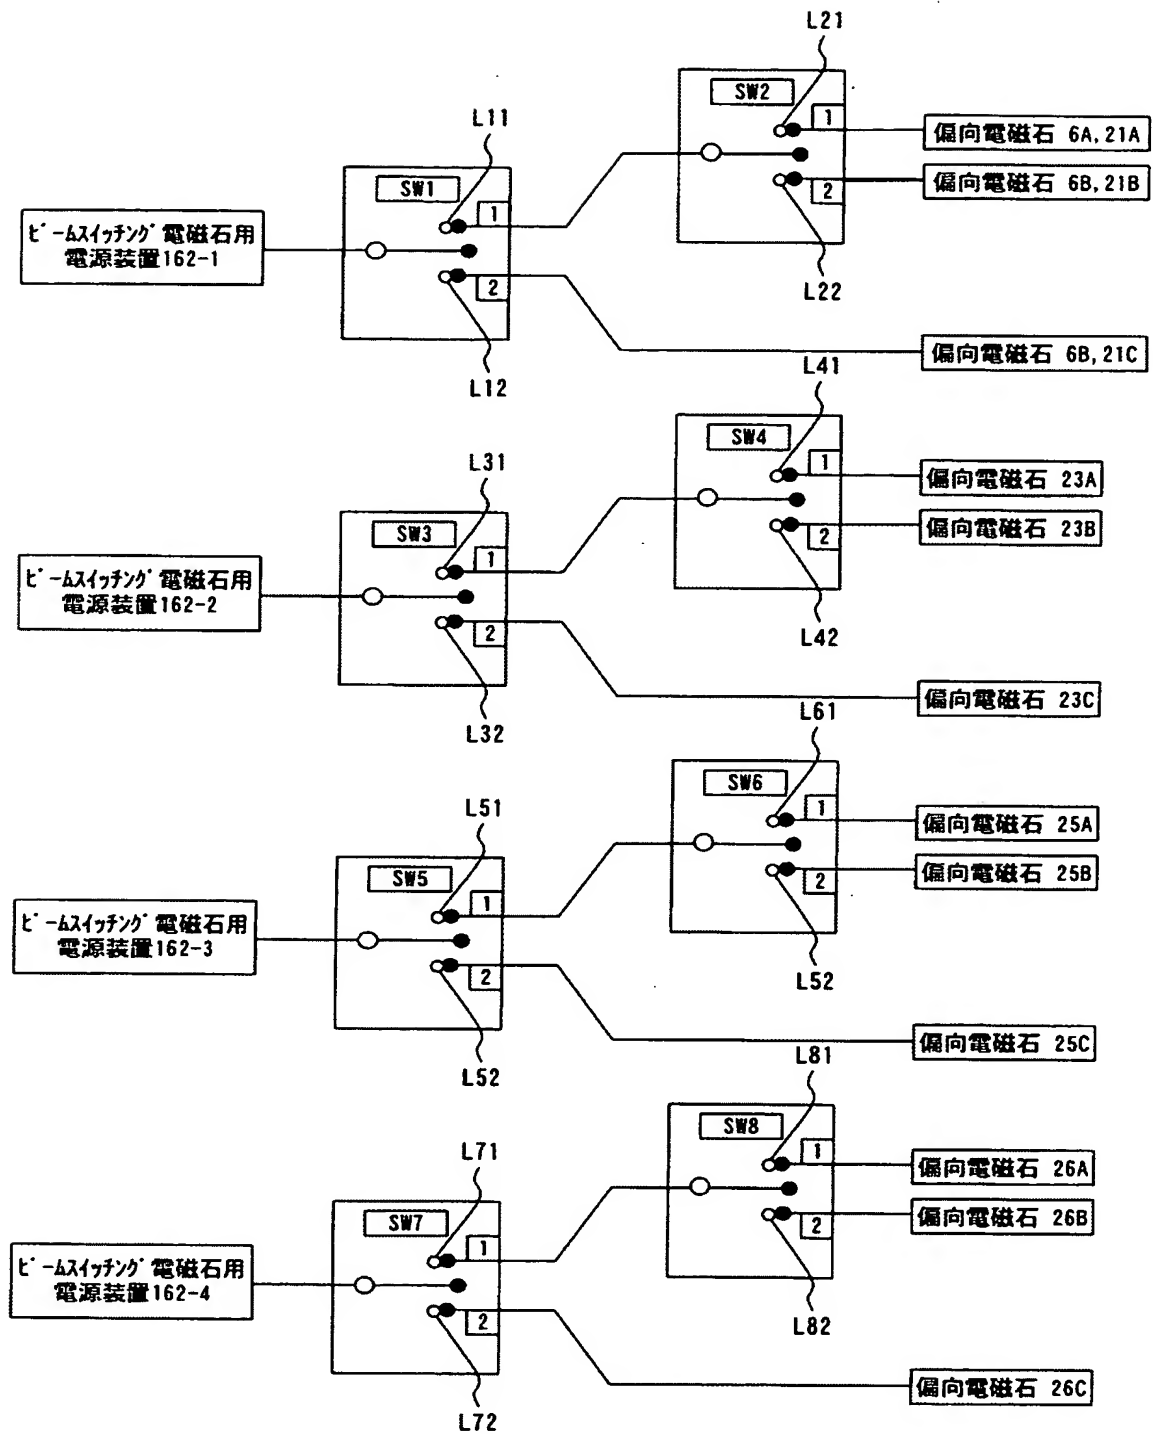 L21
SW2
L11
1
偏向電磁石 6A,21A
SW1
2
偏向電磁石 6B,21B
1
ビームスイッチング電磁石用
電源装置162-1
L22
2
偏向電磁石 6B,21C
L12
L41
SW4
L31
1
偏向電磁石 23A
SW3
2
偏向電磁石 23B
1
ビームスイッチング電磁石用
電源装置162-2
L42
2
偏向電磁石 23C
L32
L61
SW6
L51
1
偏向電磁石 25A
SW5
2
偏向電磁石 25B
1
ビームスイッチング電磁石用
電源装置162-3
L52
2
偏向電磁石 25C
L52
L81
SW8
L71
1
偏向電磁石 26A
SW7
2
偏向電磁石 26B
1
ビームスイッチング電磁石用
電源装置162-4
L82
2
偏向電磁石 26C
L72